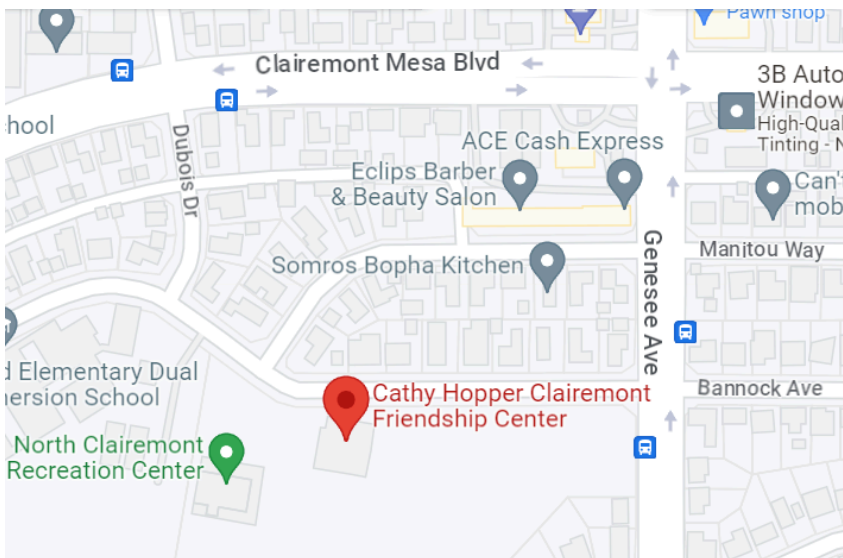 Pawn shop
Clairemont Mesa Blvd
3B Auto
Window
High-Qual
Tinting - N
hool
Dubois Dr
ACE Cash Express
Eclips Barber
& Beauty Salon
Can't
mob
Genesee Ave
Manitou Way
Somros Bopha Kitchen
d Elementary Dual
nersion School
Bannock Ave
Cathy Hopper Clairemont
Friendship Center
North Clairemont
Recreation Center